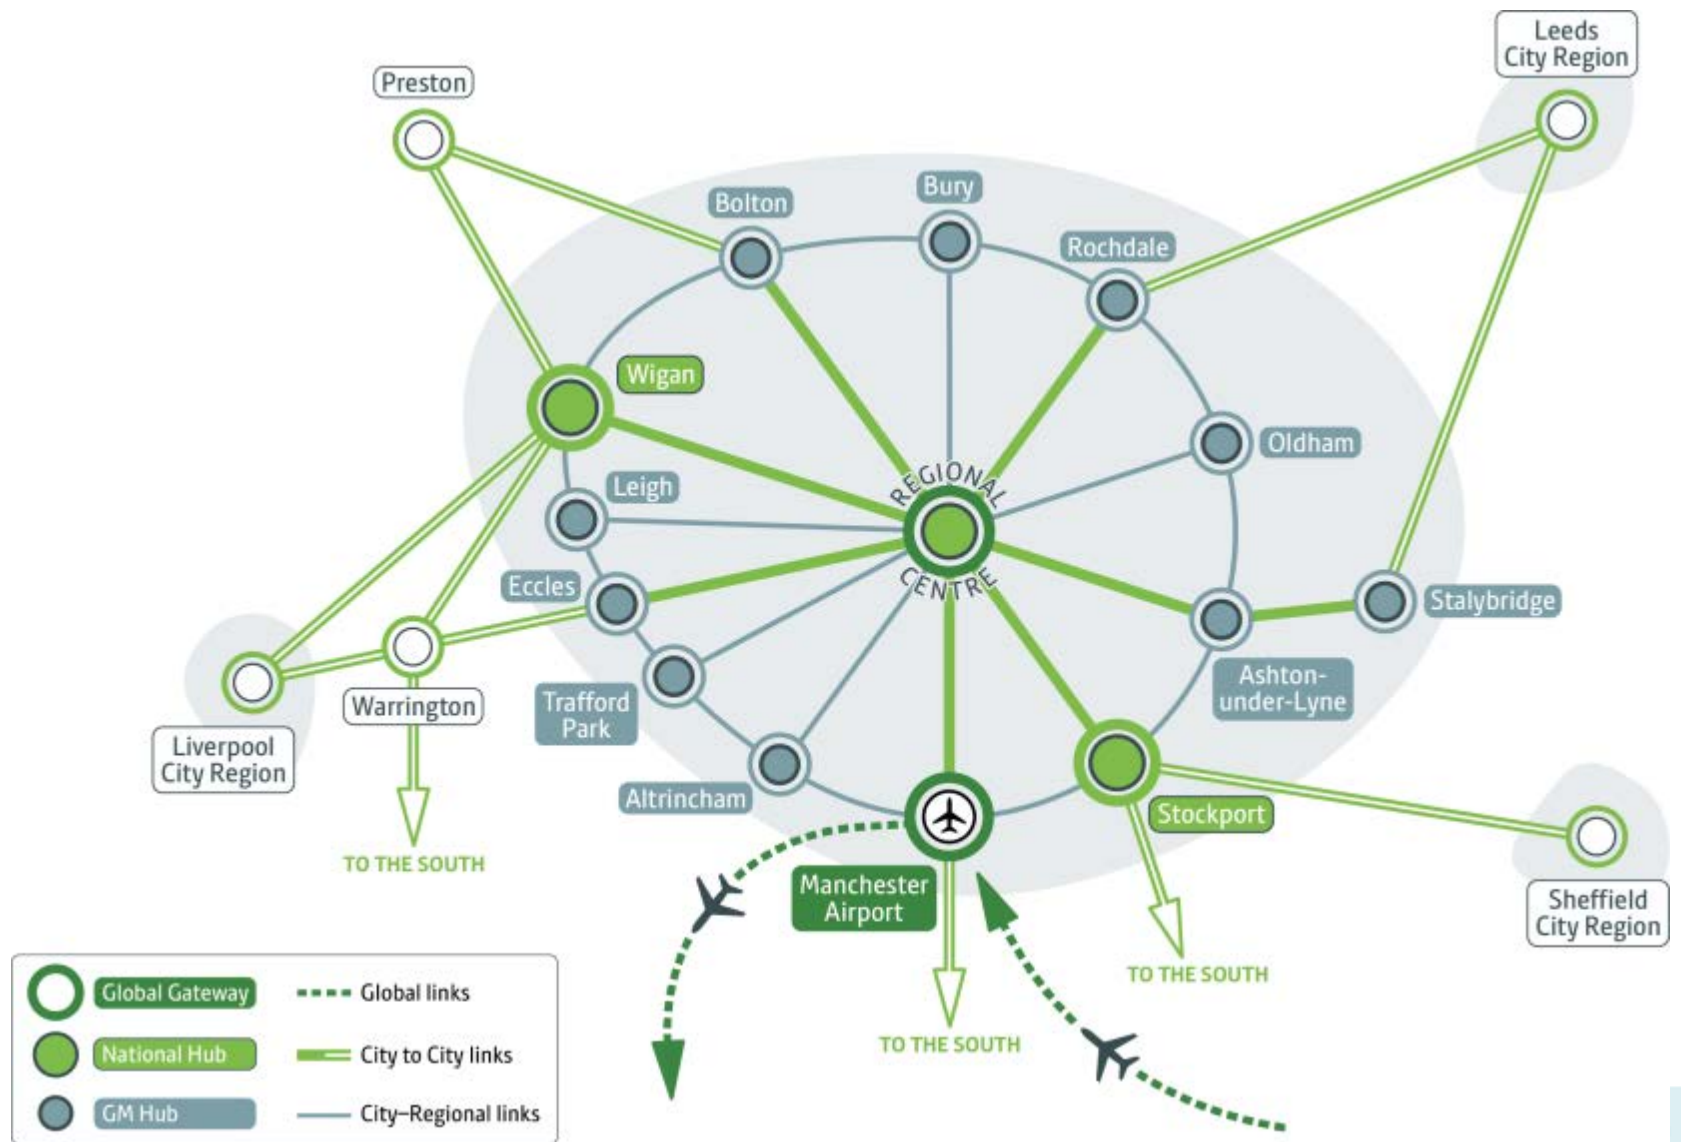 Leeds
City Region
Preston
Bury
Bolton
Rochdale
Wigan
Oldham
REGIONAL
CENTRE
Leigh
Eccles
Stalybridge
Ashton-
under-Lyne
Trafford
Park
Warrington
Liverpool
City Region
Altrincham
Stockport
TO THE SOUTH
Manchester
Airport
Sheffield
City Region
TO THE SOUTH
TO THE SOUTH
Global Gateway
Global links
National Hub
City to City links
GM Hub
City–Regional links